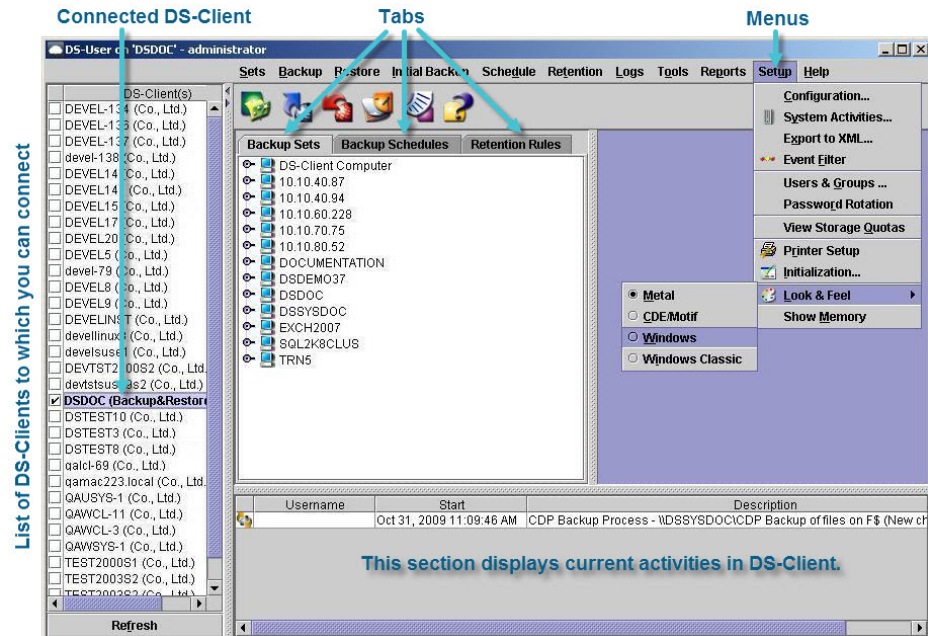 Connected DS-Client
Tabs
Menus
DS-User on 'DSDOC' - administrator
Sets Backup Restore Initial Backup Schedule Retention Logs Tools Reports Setup Help
List of DS-Clients to which you can connect
DS-Client(s)
DEVEL-134 (Co., Ltd.)
DEVEL-136 (Co., Ltd.)
DEVEL-137 (Co., Ltd.)
devel-138 (Co., Ltd.)
DEVEL14 (Co., Ltd.)
(Co., Ltd.)
DEVEL15 (Co., Ltd.)
DEVEL17 (Co., Ltd.)
DEVEL20 (Co., Ltd.)
DEVEL5 (Co., Ltd.)
devel-79 (Co., Ltd.)
DEVEL8 (Co., Ltd.)
DEVEL9 (Co., Ltd.)
DEVELINST (Co., Ltd.)
(Co., Ltd.)
(Co., Ltd.)
(Co., Ltd.
(Co., Ltd.)
DSDOC (Backup&Restore
DSTEST10 (Co., Ltd.)
DSTEST3 (Co., Ltd.)
DSTEST8 (Co., Ltd.)
qalcl-69 (Co., Ltd.)
qamac223.local (Co., Ltd.
QAUSYS-1 (Co., Ltd.)
QAWCL-11 (Co., Ltd.)
QAWCL-3 (Co., Ltd.)
QAWSYS-1 (Co., Ltd.)
TEST2000S1 (Co., Ltd.)
TEST2003S2 (Co., Ltd.)
Refresh
Backup Sets Backup Schedules Retention Rules
DS-Client Computer
10.10.40.87
10.10.40.94
10.10.60.228
10.10.70.75
10.10.80.52
DOCUMENTATION
DSDEMO37
DSDOC
DSSYSDOC
EXCH2007
SQL2K8CLUS
TRN5
Configuration...
System Activities...
Export to XML...
Event Filter
Users & Groups ...
Password Rotation
View Storage Quotas
Printer Setup
Initialization...
Look & Feel
Show Memory
Metal
CDE/Motif
Windows
Windows Classic
Username Start Description
Oct 31, 2009 11:09:46 AM CDP Backup Process - \\DSSYSDOC\CDP Backup of files on F$ (New ch
This section displays current activities in DS-Client.